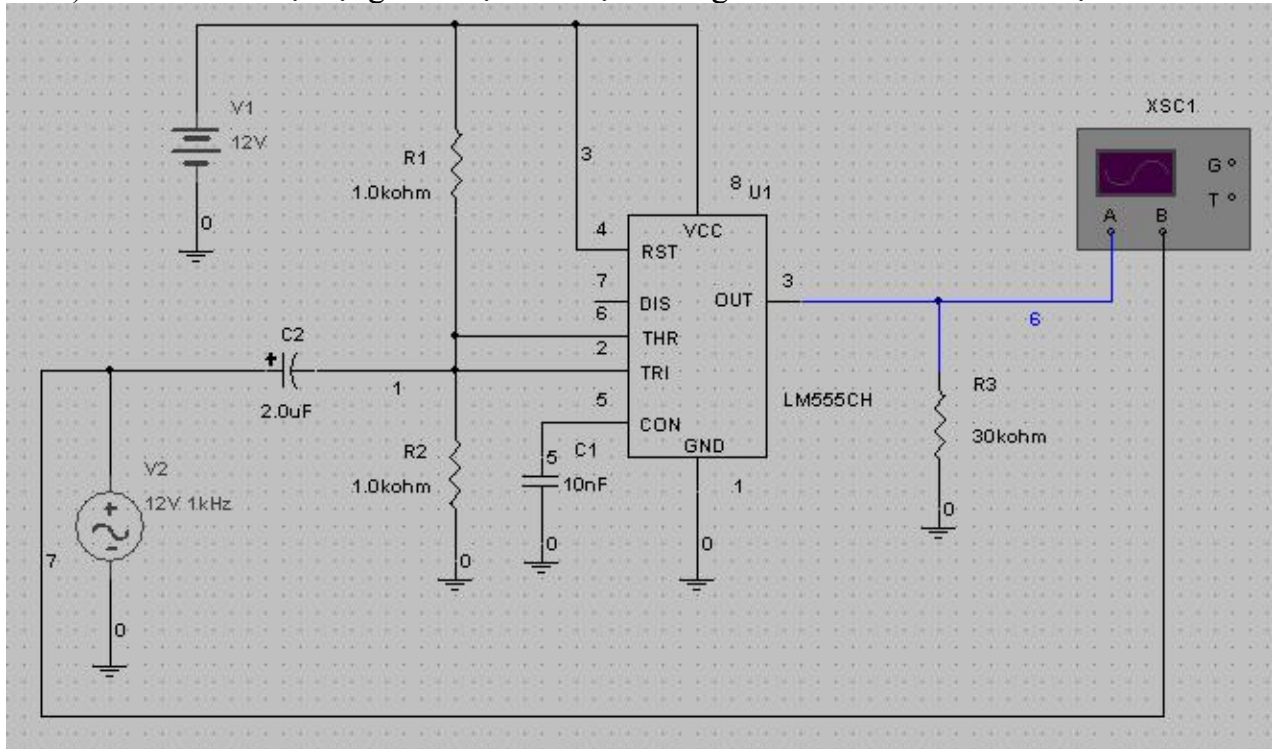 V1
12V
0
R1
1.0kohm
3
XSC1
G
T
A
B
8
U1
VCC
4
RST
7
DIS
OUT
3
6
THR
6
2
TRI
C2
2.0uF
1
5
CON
LM555CH
GND
R3
30kohm
0
R2
1.0kohm
0
5
C1
10nF
0
1
0
V2
12V 1kHz
7
0